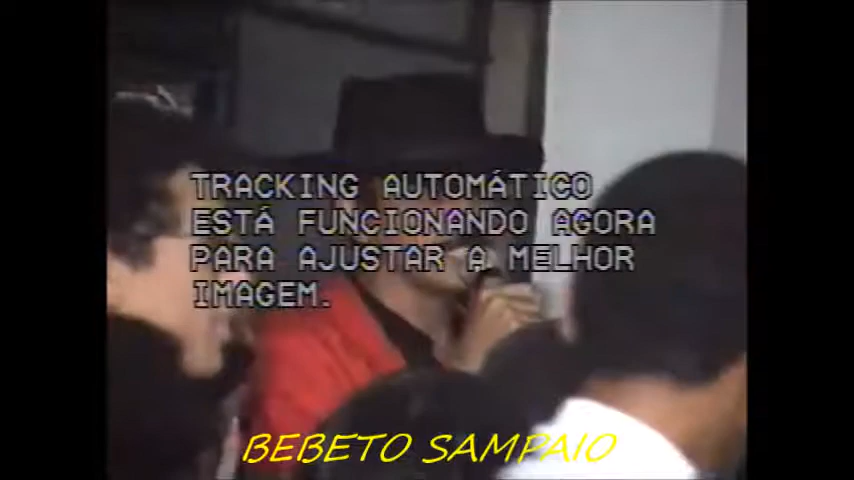 TRACKING AUTOMÁTICO
ESTÁ FUNCIONANDO AGORA
PARA AJUSTAR A MELHOR
IMAGEM.
BEBETO SAMPAIO